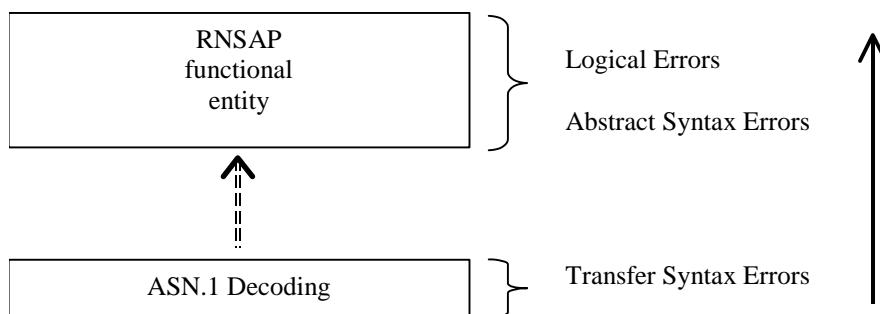 RNSAP
functional
entity
Logical Errors
Abstract Syntax Errors
ASN.1 Decoding
Transfer Syntax Errors